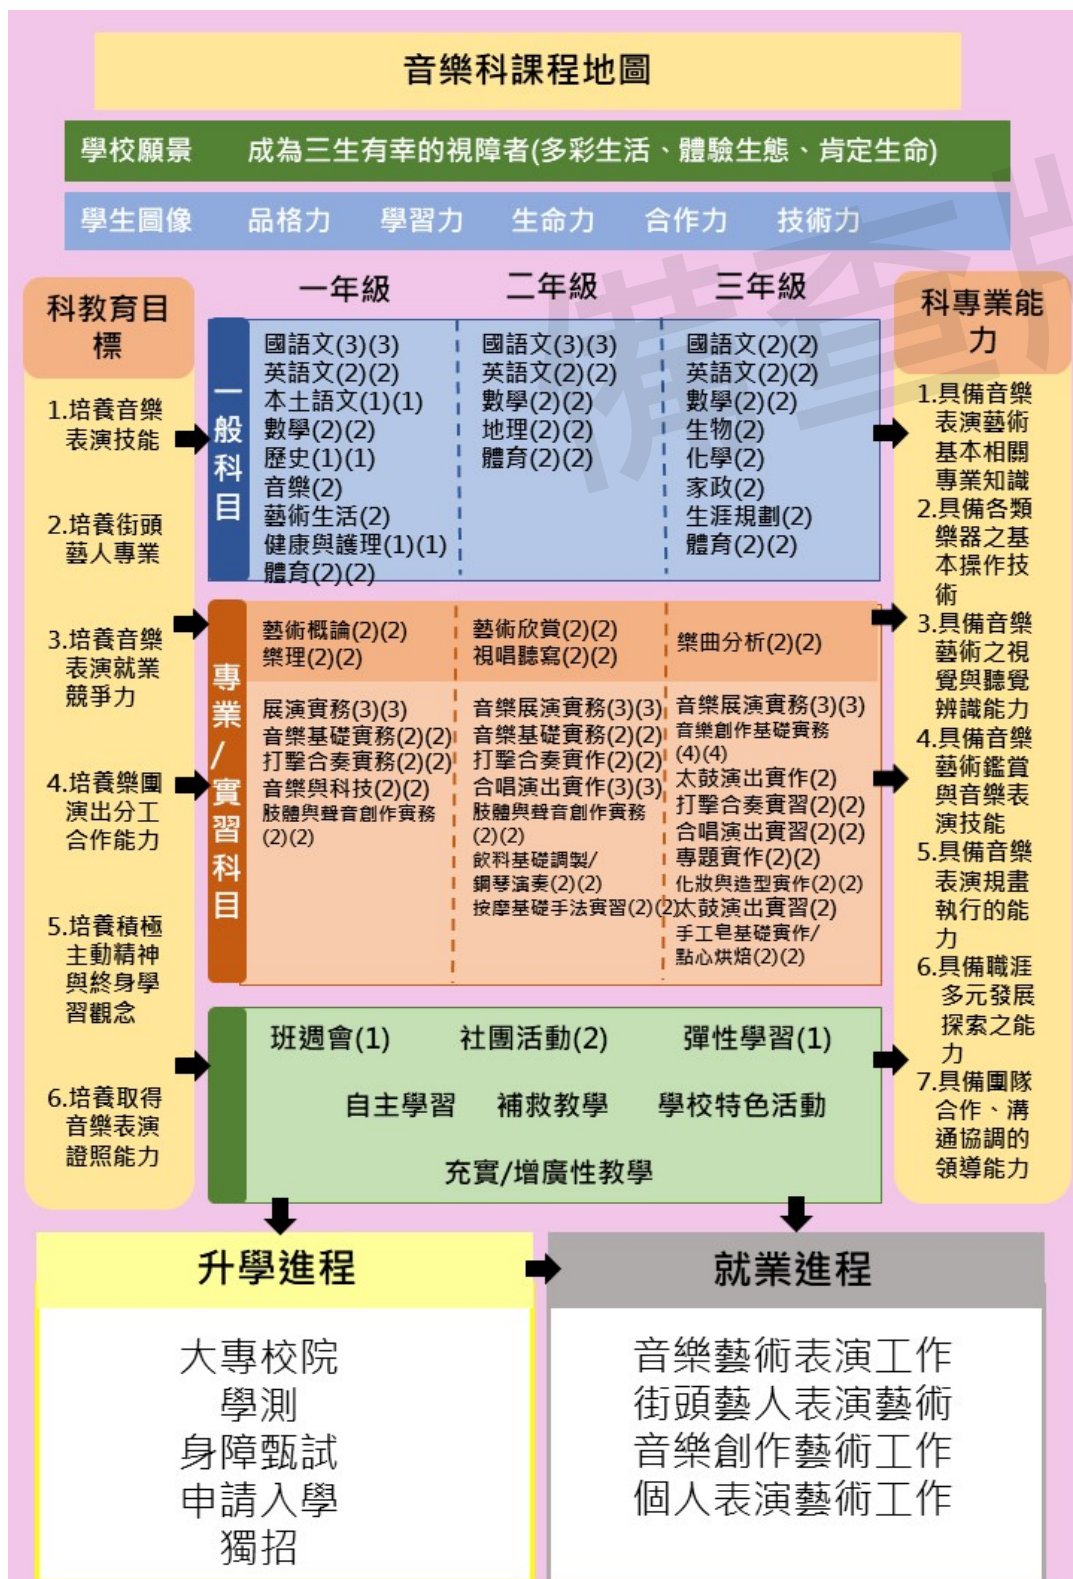 音樂科課程地圖
學校願景 成為三生有幸的視障者(多彩生活、體驗生態、肯定生命)
學生圖像 品格力 學習力 生命力 合作力 技術力
科教育目
標
1.培養音樂
表演技能
2.培養街頭
藝人專業
3.培養音樂
表演就業
競爭力
4.培養樂團
演出分工
合作能力
5.培養積極
主動精神
與終身學
習觀念
6.培養取得
音樂表演
證照能力
一年級 二年級 三年級
一般科目
國語文(3)(3)
英語文(2)(2)
本土語文(1)(1)
數學(2)(2)
歷史(1)(1)
音樂(2)
藝術生活(2)
健康與護理(1)(1)
體育(2)(2)
國語文(3)(3)
英語文(2)(2)
數學(2)(2)
地理(2)(2)
體育(2)(2)
國語文(2)(2)
英語文(2)(2)
數學(2)(2)
生物(2)
化學(2)
家政(2)
生涯規劃(2)
體育(2)(2)
專業/實習科目
藝術概論(2)(2)
樂理(2)(2)
藝術欣賞(2)(2)
視唱聽寫(2)(2)
樂曲分析(2)(2)
展演實務(3)(3)
音樂基礎實務(2)(2)
打擊合奏實務(2)(2)
音樂與科技(2)(2)
肢體與聲音創作實務
(2)(2)
音樂展演實務(3)(3)
音樂基礎實務(2)(2)
打擊合奏實作(2)(2)
合唱演出實作(3)(3)
肢體與聲音創作實務
(2)(2)
飲料基礎調製/
鋼琴演奏(2)(2)
按摩基礎手法實習(2)(2)
音樂展演實務(3)(3)
音樂創作基礎實務
(4)(4)
太鼓演出實作(2)
打擊合奏實習(2)(2)
合唱演出實習(2)(2)
專題實作(2)(2)
化妝與造型實作(2)(2)
太鼓演出實習(2)
手工皂基礎實作/
點心烘焙(2)(2)
班週會(1) 社團活動(2) 彈性學習(1)
自主學習 補救教學 學校特色活動
充實/增廣性教學
科專業能
力
1.具備音樂
表演藝術
基本相關
專業知識
2.具備各類
樂器之基
本操作技
術
3.具備音樂
藝術之視
覺與聽覺
辨識能力
4.具備音樂
藝術鑑賞
與音樂表
演技能
5.具備音樂
表演規畫
執行的能
力
6.具備職涯
多元發展
探索之能
力
7.具備團隊
合作、溝
通協調的
領導能力
升學進程
大專校院
學測
身障甄試
申請入學
獨招
就業進程
音樂藝術表演工作
街頭藝人表演藝術
音樂創作藝術工作
個人表演藝術工作
備查